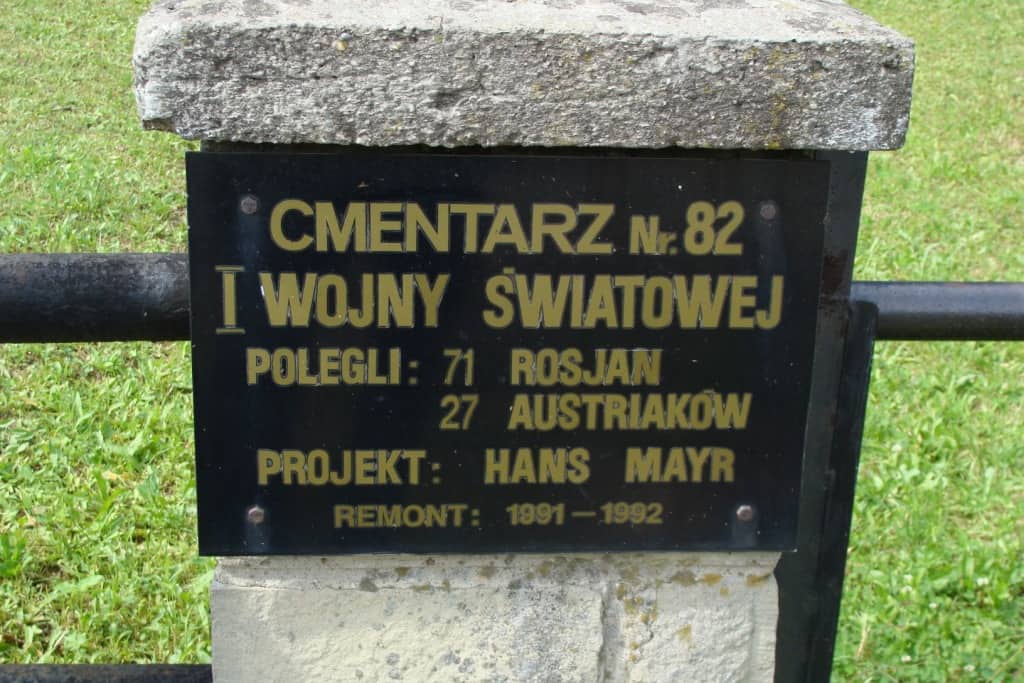 CMENTARZ Nr. 82
I WOJNY ŚWIATOWEJ
POLEGLI: 71 ROSJAN
27 AUSTRIAKÓW
PROJEKT: HANS MAYR
REMONT: 1991 – 1992